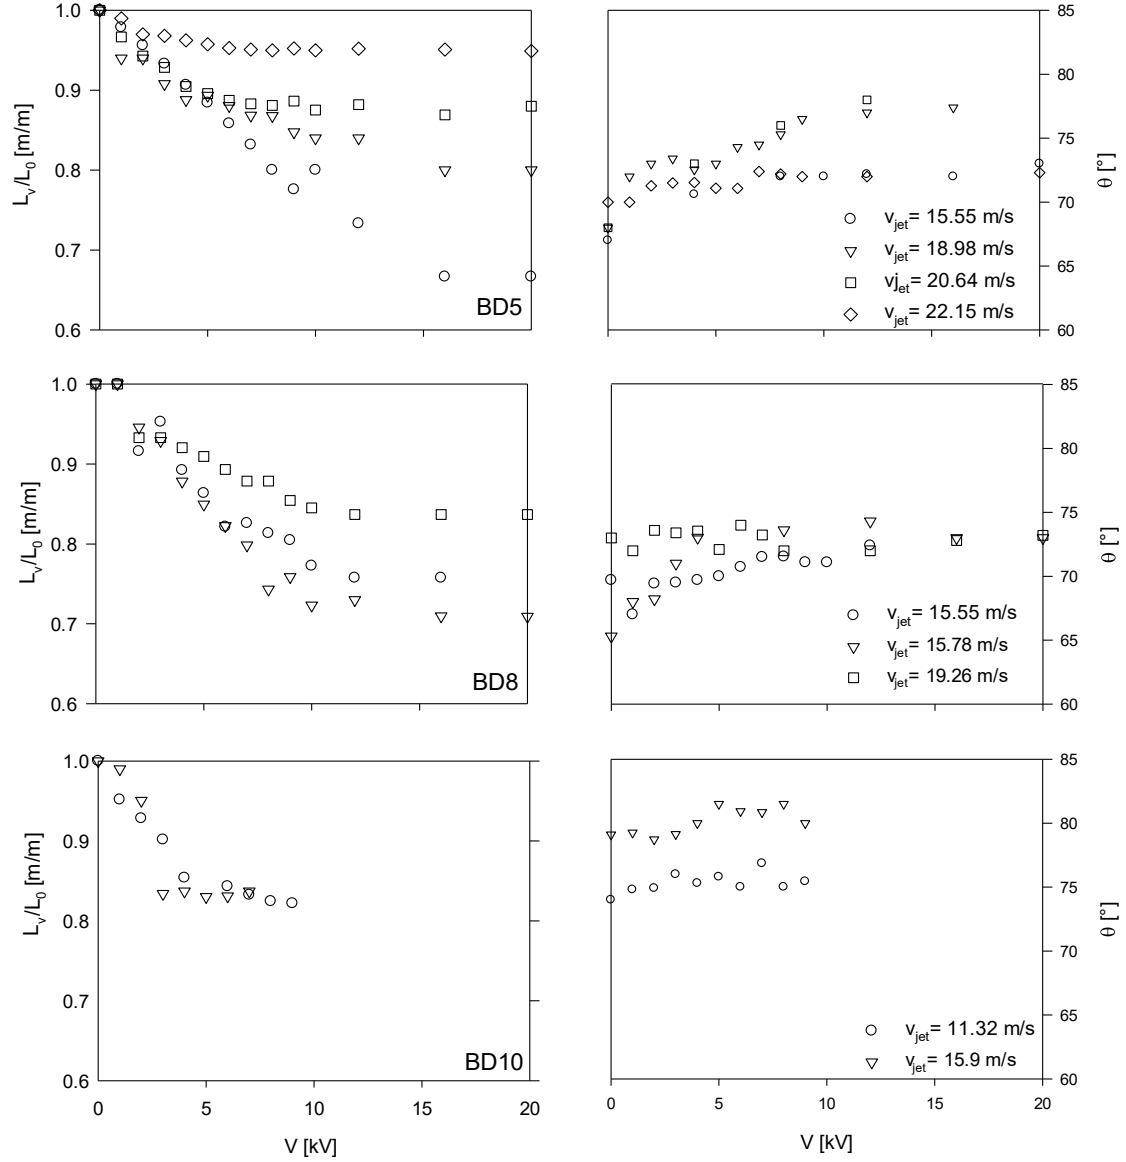 1.0
0.9
0.8
0.7
0.6
Lv/L0 [m/m]
BD5
85
80
75
70
65
60
θ [°]
vjet= 15.55 m/s
vjet= 18.98 m/s
vjet= 20.64 m/s
vjet= 22.15 m/s
1.0
0.9
0.8
0.7
0.6
Lv/L0 [m/m]
BD8
85
80
75
70
65
60
θ [°]
vjet= 15.55 m/s
vjet= 15.78 m/s
vjet= 19.26 m/s
1.0
0.9
0.8
0.7
0.6
Lv/L0 [m/m]
BD10
0 5 10 15 20
V [kV]
85
80
75
70
65
60
θ [°]
vjet= 11.32 m/s
vjet= 15.9 m/s
0 5 10 15 20
V [kV]